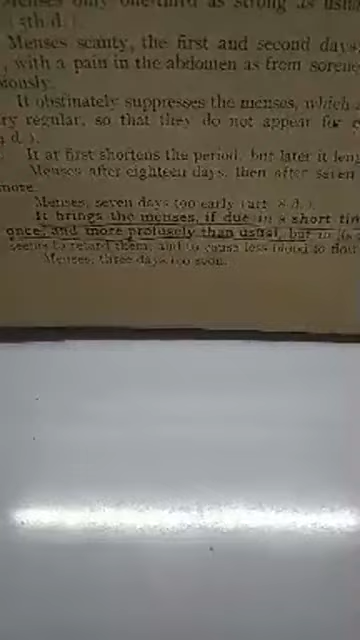 Menses only one-third as strong as usual
5th d.).
Menses scanty, the first and second days,
, with a pain in the abdomen as from sorene
iously.
It obstinately suppresses the menses, which
ry regular, so that they do not appear for
d.).
It at first shortens the period, but later it leng
Menses after eighteen days, then after seven
more.
Menses, seven days too early (aft. 8 d.).
It brings the menses, if due in a short tim
once, and more profusely than usual, but in
seems to retard them, and to cause less blood to flow
Menses, three days too soon.